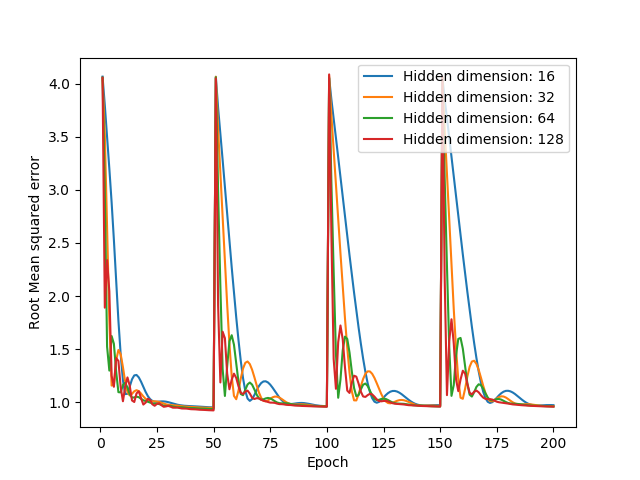 Hidden dimension: 16
Hidden dimension: 32
Hidden dimension: 64
Hidden dimension: 128
Root Mean squared error
4.0
3.5
3.0
2.5
2.0
1.5
1.0
0 25 50 75 100 125 150 175 200
Epoch